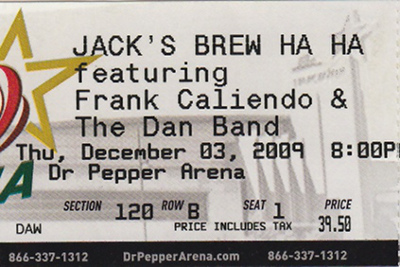 JACK'S BREW HA HA
featuring
Frank Caliendo &
The Dan Band
Thu, December 03, 2009 8:00P
Dr Pepper Arena
SECTION 120 ROW B SEAT 1 PRICE 39.50
PRICE INCLUDES TAX
DAW
866-337-1312 DrPepperArena.com 866-337-1312